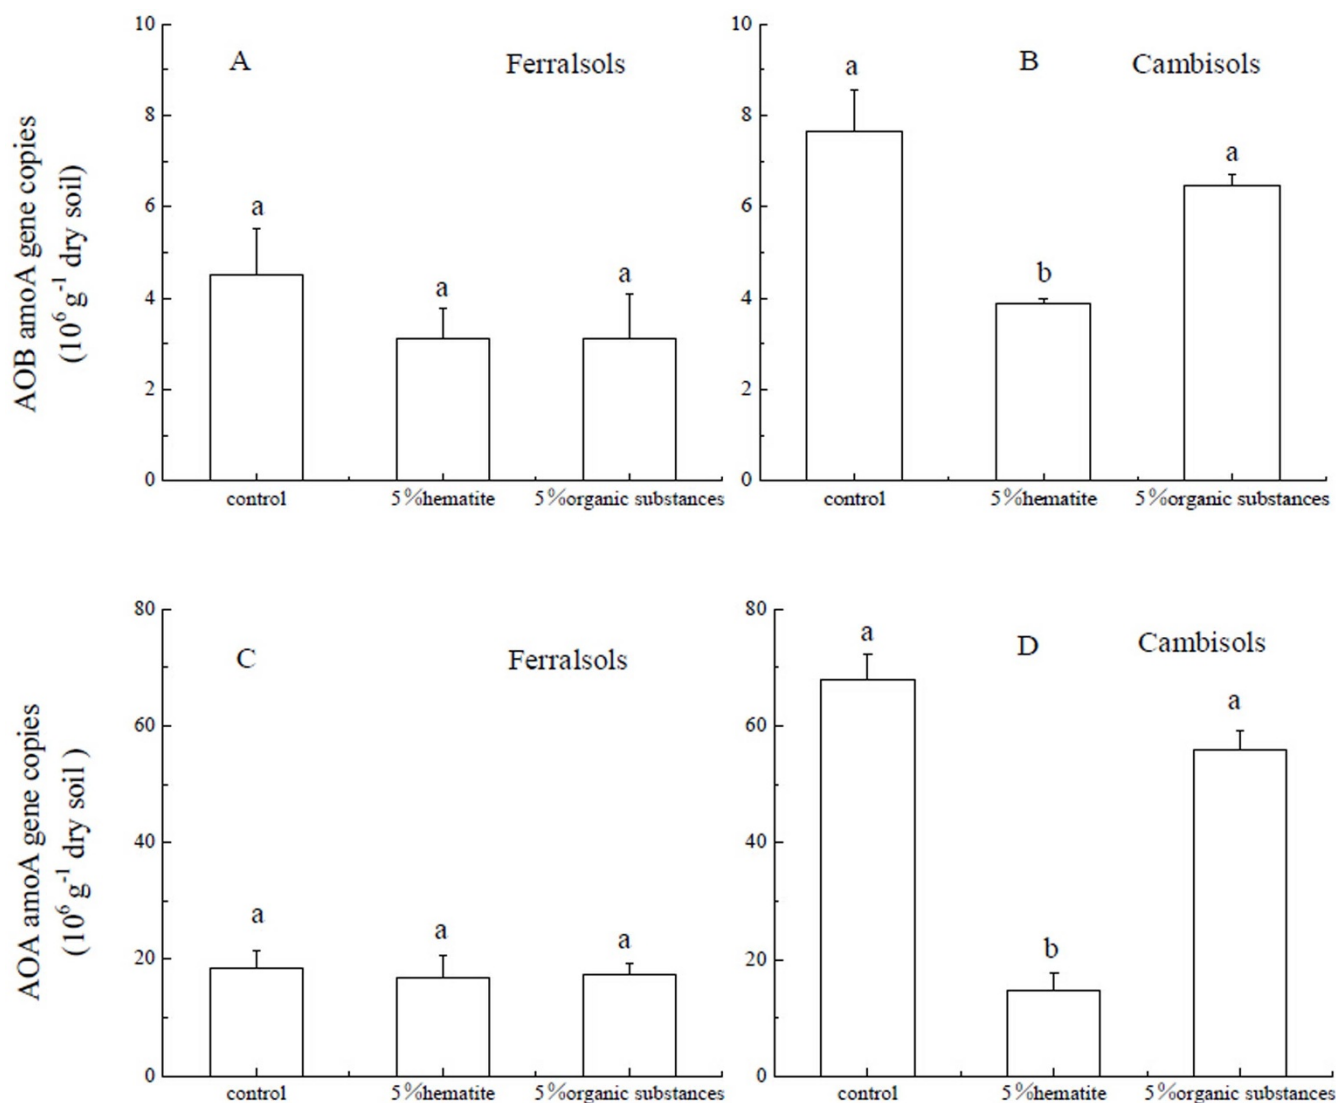 10
8
6
4
2
0
AOB amoA gene copies
(10⁶ g⁻¹ dry soil)
A
Ferralsols
a
a
a
control
5%hematite
5%organic substances
10
8
6
4
2
0
B
Cambisols
a
b
a
control
5%hematite
5%organic substances
80
60
40
20
0
AOA amoA gene copies
(10⁶ g⁻¹ dry soil )
C
Ferralsols
a
a
a
control
5%hematite
5%organic substances
80
60
40
20
0
D
Cambisols
a
b
a
control
5%hematite
5%organic substances